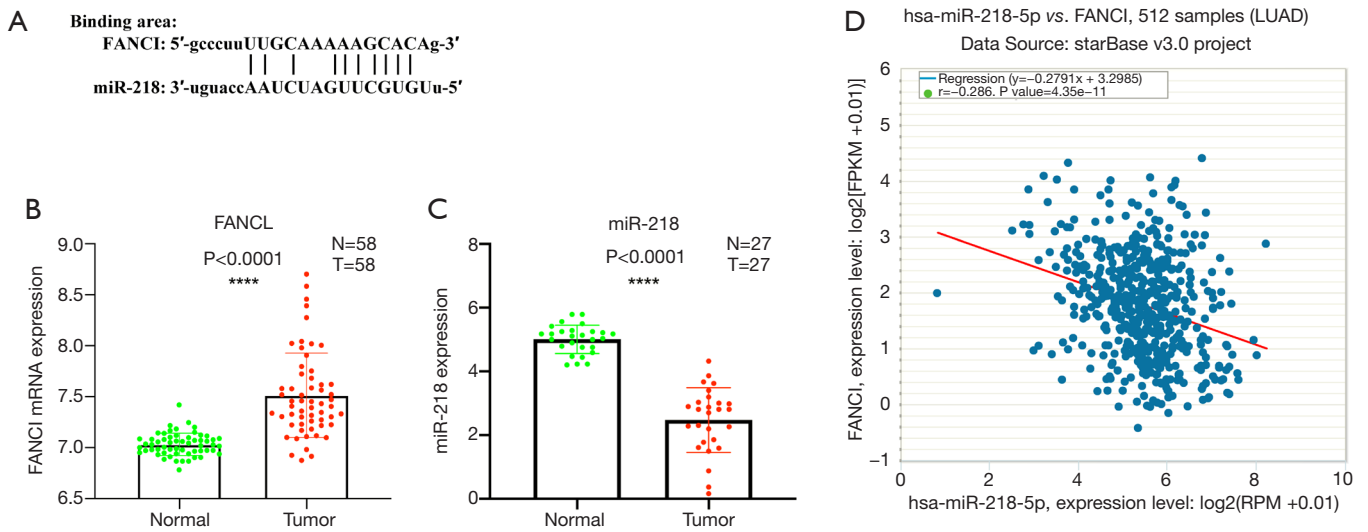 A
Binding area:
FANCI: 5′-gcccuuUUGCAAAAAGCACAg-3′
miR-218: 3′-uguaccAAUCUAGUUCGUGUu-5′
B
FANCL
P<0.0001
****
N=58
T=58
FANCI mRNA expression
9.0
8.5
8.0
7.5
7.0
6.5
Normal
Tumor
C
miR-218
P<0.0001
****
N=27
T=27
miR-218 expression
8
6
4
2
0
Normal
Tumor
D
hsa-miR-218-5p vs. FANCI, 512 samples (LUAD)
Data Source: starBase v3.0 project
Regression (y=−0.2791x + 3.2985)
r=−0.286. P value=4.35e−11
FANCI, expression level: log2[FPKM +0.01)]
6
5
4
3
2
1
0
−1
0
2
4
6
8
10
hsa-miR-218-5p, expression level: log2(RPM +0.01)